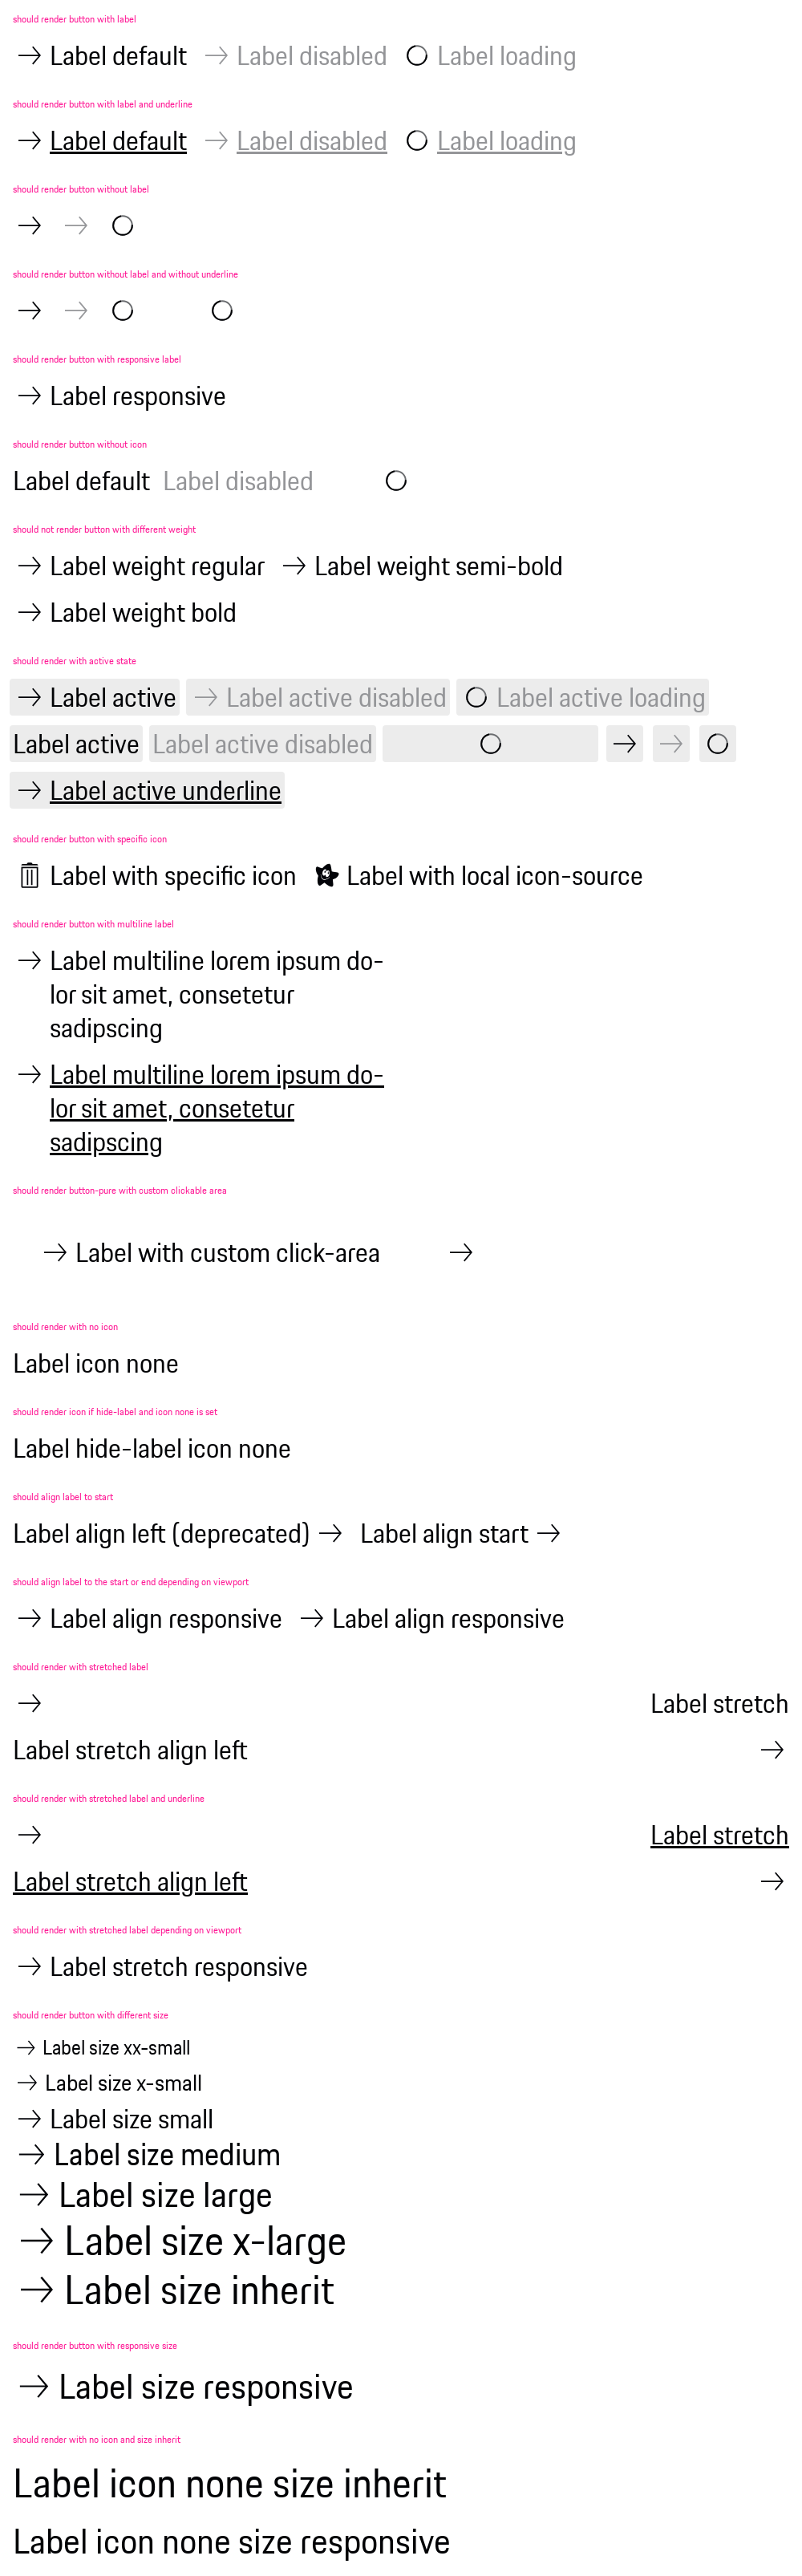 should render button with label
Label default Label disabled Label loading
should render button with label and underline
Label default Label disabled Label loading
should render button without label
should render button without label and without underline
should render button with responsive label
Label responsive
should render button without icon
Label default Label disabled
should not render button with different weight
Label weight regular Label weight semi-bold
Label weight bold
should render with active state
Label active Label active disabled Label active loading
Label active Label active disabled
Label active underline
should render button with specific icon
Label with specific icon Label with local icon-source
should render button with multiline label
Label multiline lorem ipsum do-
lor sit amet, consetetur
sadipscing
Label multiline lorem ipsum do-
lor sit amet, consetetur
sadipscing
should render button-pure with custom clickable area
Label with custom click-area
should render with no icon
Label icon none
should render icon if hide-label and icon none is set
Label hide-label icon none
should align label to start
Label align left (deprecated) Label align start
should align label to the start or end depending on viewport
Label align responsive Label align responsive
should render with stretched label
Label stretch
Label stretch align left
should render with stretched label and underline
Label stretch
Label stretch align left
should render with stretched label depending on viewport
Label stretch responsive
should render button with different size
Label size xx-small
Label size x-small
Label size small
Label size medium
Label size large
Label size x-large
Label size inherit
should render button with responsive size
Label size responsive
should render with no icon and size inherit
Label icon none size inherit
Label icon none size responsive